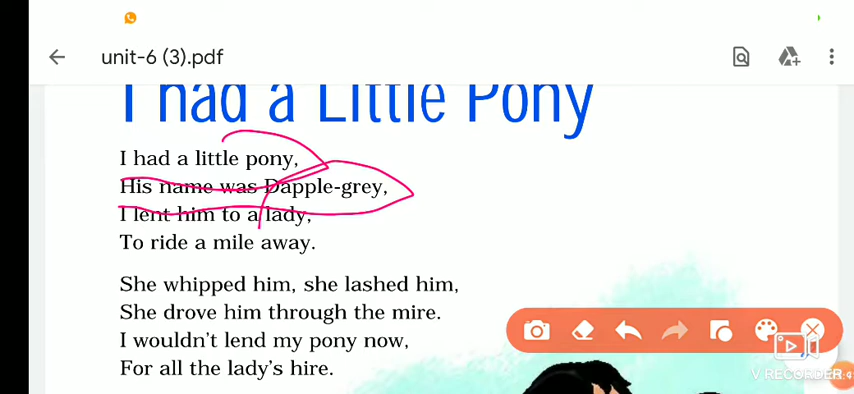 unit-6 (3).pdf
I had a Little Pony
I had a little pony,
His name was Dapple-grey,
I lent him to a lady,
To ride a mile away.
She whipped him, she lashed him,
She drove him through the mire.
I wouldn't lend my pony now,
For all the lady's hire.
V RECORDER